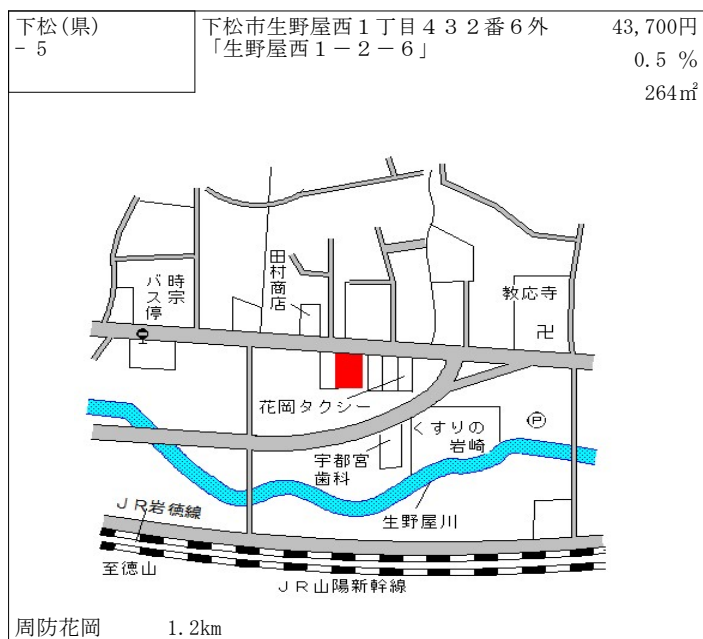 下松(県)
- 5
下松市生野屋西１丁目４３２番６外
「生野屋西１－２－６」
43,700円
0.5 %
264㎡
田村商店
時宗
バス停
教応寺
卍
花岡タクシー
くすりの
岩崎
Ⓟ
宇都宮
歯科
生野屋川
ＪＲ岩徳線
至徳山
ＪＲ山陽新幹線
周防花岡 1.2km